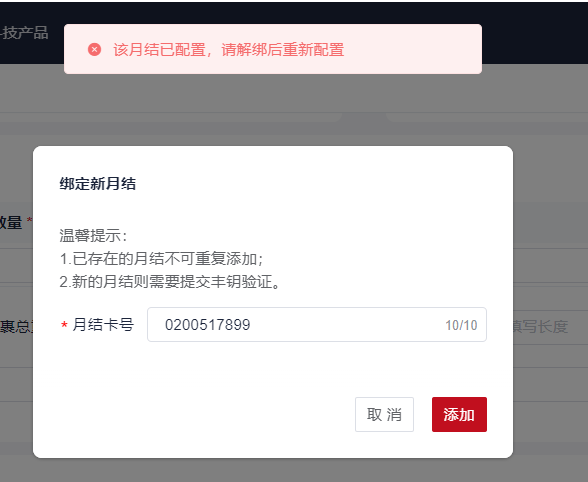 技产品
该月结已配置，请解绑后重新配置
绑定新月结
数量 *
温馨提示：
1.已存在的月结不可重复添加；
2.新的月结则需要提交丰钥验证。
裹总
* 月结卡号 0200517899 10/10
填写长度
取 消 添加